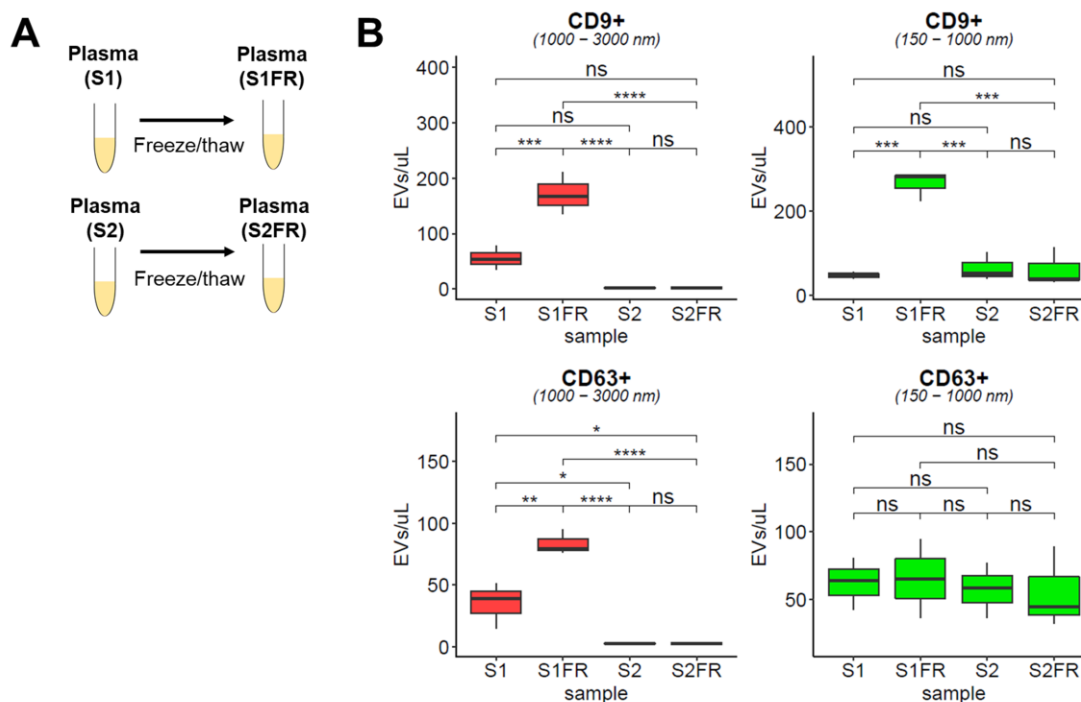 A
Plasma
(S1)
Plasma
(S1FR)
Freeze/thaw
Plasma
(S2)
Plasma
(S2FR)
Freeze/thaw
B
CD9+
(1000 – 3000 nm)
400
300
200
100
0
EVs/uL
ns
****
ns
*** **** ns
S1 S1FR S2 S2FR
sample
CD9+
(150 – 1000 nm)
400
200
0
EVs/uL
ns
***
ns
*** *** ns
S1 S1FR S2 S2FR
sample
CD63+
(1000 – 3000 nm)
150
100
50
0
EVs/uL
*
****
*
** **** ns
S1 S1FR S2 S2FR
sample
CD63+
(150 – 1000 nm)
150
100
50
EVs/uL
ns
ns
ns
ns ns ns
S1 S1FR S2 S2FR
sample